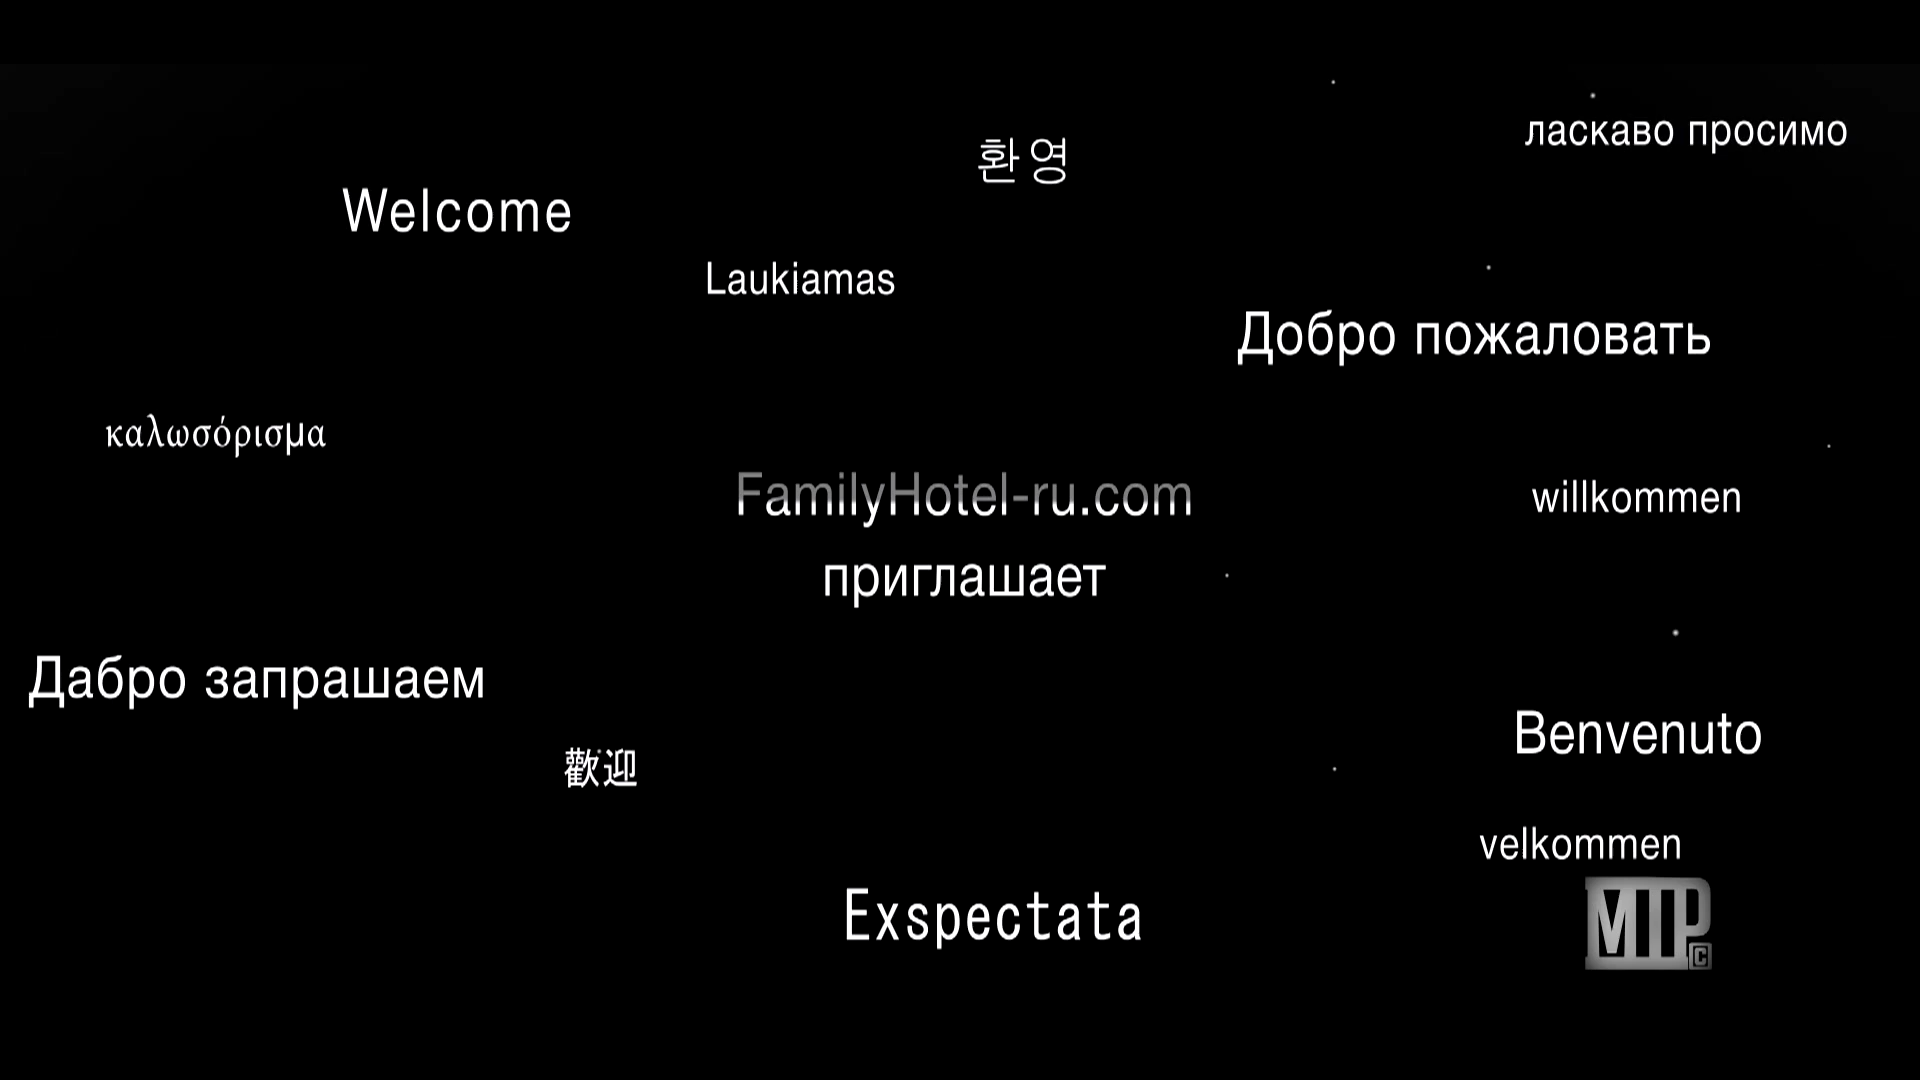 ласкаво просимо
환영
Welcome
Laukiamas
Добро пожаловать
καλωσόρισμα
FamilyHotel-ru.com
willkommen
приглашает
Дабро запрашаем
Benvenuto
歡迎
velkommen
Exspectata
MIP
C